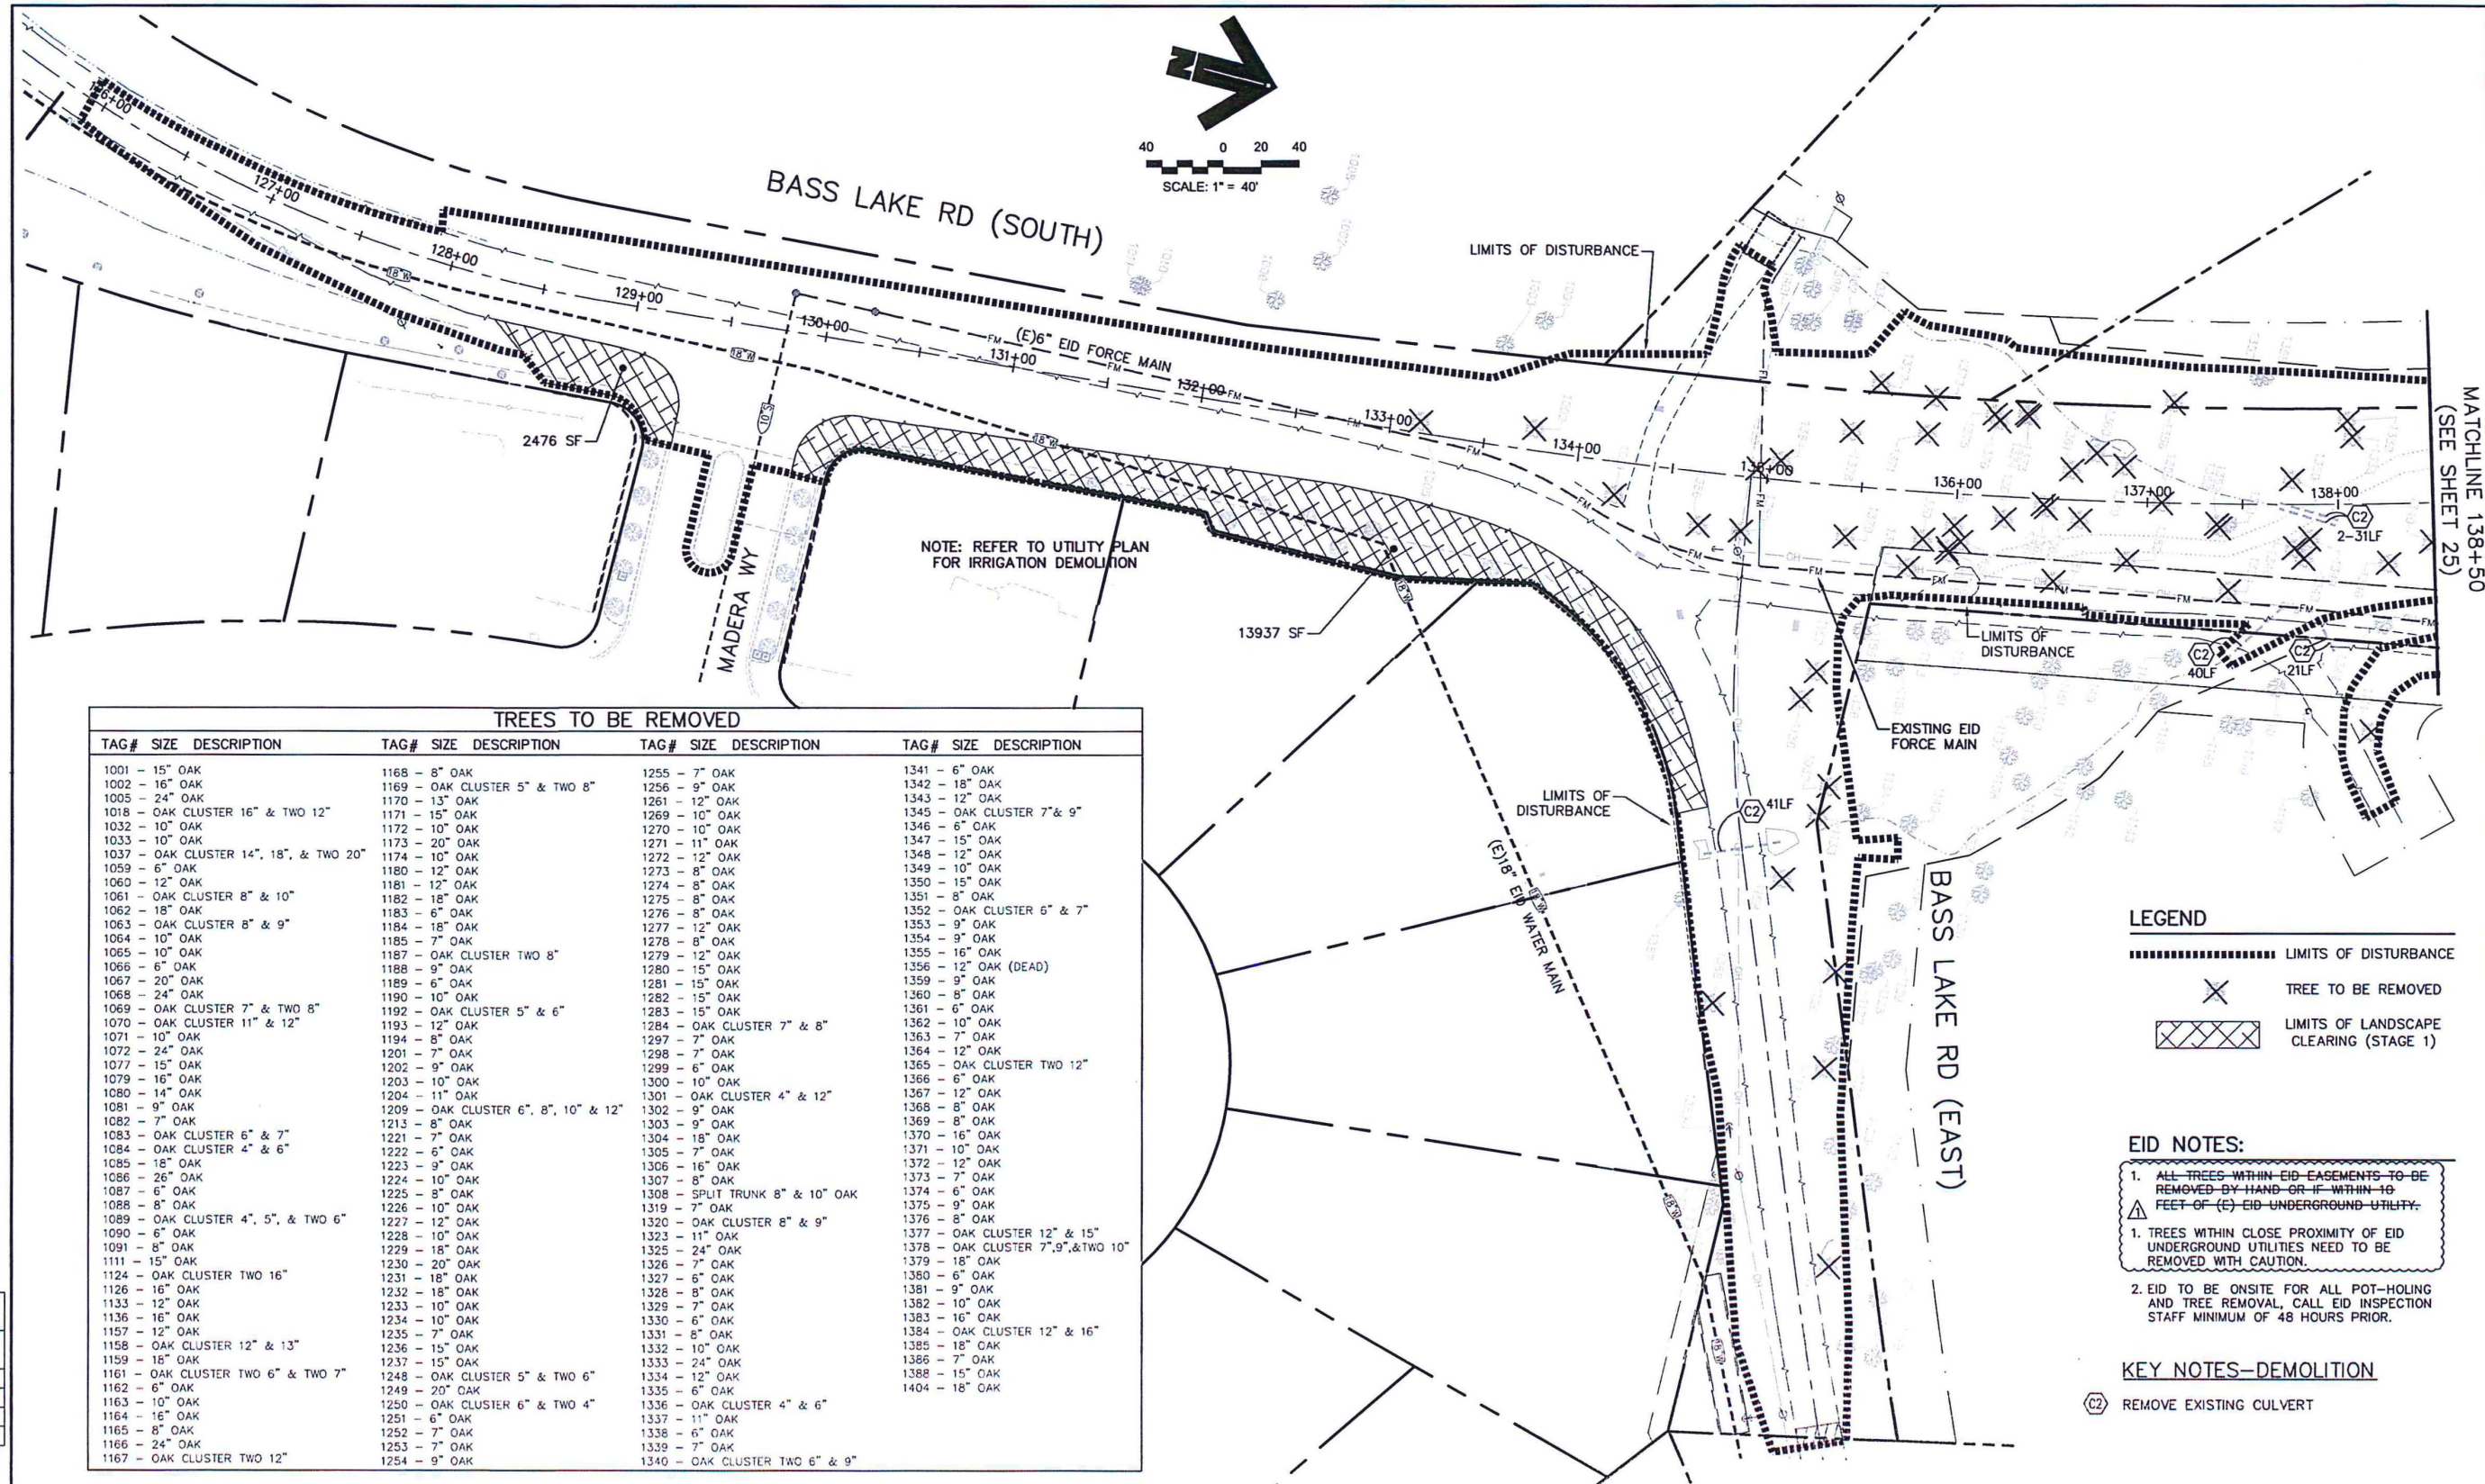 N
40 0 20 40
SCALE: 1" = 40'
BASS LAKE RD (SOUTH)
127+00
128+00
129+00
130+00
131+00
132+00
133+00
134+00
136+00
137+00
138+00
(E)6" EID FORCE MAIN
FM
18"W
10"S
LIMITS OF DISTURBANCE
MATCHLINE 138+50
(SEE SHEET 25)
2476 SF
MADERA WY
NOTE: REFER TO UTILITY PLAN
FOR IRRIGATION DEMOLITION
13937 SF
C2
2-31LF
LIMITS OF
DISTURBANCE
C2
40LF
C2
21LF
EXISTING EID
FORCE MAIN
LIMITS OF
DISTURBANCE
C2 41LF
(E)18" EID WATER MAIN
BASS LAKE RD (EAST)
TREES TO BE REMOVED
TAG# SIZE DESCRIPTION
1001 - 15" OAK
1002 - 16" OAK
1005 - 24" OAK
1018 - OAK CLUSTER 16" & TWO 12"
1032 - 10" OAK
1033 - 10" OAK
1037 - OAK CLUSTER 14", 18", & TWO 20"
1059 - 6" OAK
1060 - 12" OAK
1061 - OAK CLUSTER 8" & 10"
1062 - 18" OAK
1063 - OAK CLUSTER 8" & 9"
1064 - 10" OAK
1065 - 10" OAK
1066 - 6" OAK
1067 - 20" OAK
1068 - 24" OAK
1069 - OAK CLUSTER 7" & TWO 8"
1070 - OAK CLUSTER 11" & 12"
1071 - 10" OAK
1072 - 24" OAK
1077 - 15" OAK
1079 - 16" OAK
1080 - 14" OAK
1081 - 9" OAK
1082 - 7" OAK
1083 - OAK CLUSTER 6" & 7"
1084 - OAK CLUSTER 4" & 6"
1085 - 18" OAK
1086 - 26" OAK
1087 - 6" OAK
1088 - 8" OAK
1089 - OAK CLUSTER 4", 5", & TWO 6"
1090 - 6" OAK
1091 - 8" OAK
1111 - 15" OAK
1124 - OAK CLUSTER TWO 16"
1126 - 16" OAK
1133 - 12" OAK
1136 - 16" OAK
1157 - 12" OAK
1158 - OAK CLUSTER 12" & 13"
1159 - 18" OAK
1161 - OAK CLUSTER TWO 6" & TWO 7"
1162 - 6" OAK
1163 - 10" OAK
1164 - 16" OAK
1165 - 8" OAK
1166 - 24" OAK
1167 - OAK CLUSTER TWO 12"
TAG# SIZE DESCRIPTION
1168 - 8" OAK
1169 - OAK CLUSTER 5" & TWO 8"
1170 - 13" OAK
1171 - 15" OAK
1172 - 10" OAK
1173 - 20" OAK
1174 - 10" OAK
1180 - 12" OAK
1181 - 12" OAK
1182 - 18" OAK
1183 - 6" OAK
1184 - 18" OAK
1185 - 7" OAK
1187 - OAK CLUSTER TWO 8"
1188 - 9" OAK
1189 - 6" OAK
1190 - 10" OAK
1192 - OAK CLUSTER 5" & 6"
1193 - 12" OAK
1194 - 8" OAK
1201 - 7" OAK
1202 - 9" OAK
1203 - 10" OAK
1204 - 11" OAK
1209 - OAK CLUSTER 6", 8", 10" & 12"
1213 - 8" OAK
1221 - 7" OAK
1222 - 6" OAK
1223 - 9" OAK
1224 - 10" OAK
1225 - 8" OAK
1226 - 10" OAK
1227 - 12" OAK
1228 - 10" OAK
1229 - 18" OAK
1230 - 20" OAK
1231 - 18" OAK
1232 - 18" OAK
1233 - 10" OAK
1234 - 10" OAK
1235 - 7" OAK
1236 - 15" OAK
1237 - 15" OAK
1248 - OAK CLUSTER 5" & TWO 6"
1249 - 20" OAK
1250 - OAK CLUSTER 6" & TWO 4"
1251 - 6" OAK
1252 - 7" OAK
1253 - 7" OAK
1254 - 9" OAK
TAG# SIZE DESCRIPTION
1255 - 7" OAK
1256 - 9" OAK
1261 - 12" OAK
1269 - 10" OAK
1270 - 10" OAK
1271 - 11" OAK
1272 - 12" OAK
1273 - 8" OAK
1274 - 8" OAK
1275 - 8" OAK
1276 - 8" OAK
1277 - 12" OAK
1278 - 8" OAK
1279 - 12" OAK
1280 - 15" OAK
1281 - 15" OAK
1282 - 15" OAK
1283 - 15" OAK
1284 - OAK CLUSTER 7" & 8"
1297 - 7" OAK
1298 - 7" OAK
1299 - 6" OAK
1300 - 10" OAK
1301 - OAK CLUSTER 4" & 12"
1302 - 9" OAK
1303 - 9" OAK
1304 - 18" OAK
1305 - 7" OAK
1306 - 16" OAK
1307 - 8" OAK
1308 - SPLIT TRUNK 8" & 10" OAK
1319 - 7" OAK
1320 - OAK CLUSTER 8" & 9"
1323 - 11" OAK
1325 - 24" OAK
1326 - 7" OAK
1327 - 6" OAK
1328 - 8" OAK
1329 - 7" OAK
1330 - 6" OAK
1331 - 8" OAK
1332 - 10" OAK
1333 - 24" OAK
1334 - 12" OAK
1335 - 6" OAK
1336 - OAK CLUSTER 4" & 6"
1337 - 11" OAK
1338 - 6" OAK
1339 - 7" OAK
1340 - OAK CLUSTER TWO 6" & 9"
TAG# SIZE DESCRIPTION
1341 - 6" OAK
1342 - 18" OAK
1343 - 12" OAK
1345 - OAK CLUSTER 7"& 9"
1346 - 6" OAK
1347 - 15" OAK
1348 - 12" OAK
1349 - 10" OAK
1350 - 15" OAK
1351 - 8" OAK
1352 - OAK CLUSTER 6" & 7"
1353 - 9" OAK
1354 - 9" OAK
1355 - 16" OAK
1356 - 12" OAK (DEAD)
1359 - 9" OAK
1360 - 8" OAK
1361 - 6" OAK
1362 - 10" OAK
1363 - 7" OAK
1364 - 12" OAK
1365 - OAK CLUSTER TWO 12"
1366 - 6" OAK
1367 - 12" OAK
1368 - 8" OAK
1369 - 8" OAK
1370 - 16" OAK
1371 - 10" OAK
1372 - 12" OAK
1373 - 7" OAK
1374 - 6" OAK
1375 - 9" OAK
1376 - 8" OAK
1377 - OAK CLUSTER 12" & 15"
1378 - OAK CLUSTER 7",9",&TWO 10"
1379 - 18" OAK
1380 - 6" OAK
1381 - 9" OAK
1382 - 10" OAK
1383 - 16" OAK
1384 - OAK CLUSTER 12" & 16"
1385 - 18" OAK
1386 - 7" OAK
1388 - 15" OAK
1404 - 18" OAK
LEGEND
LIMITS OF DISTURBANCE
TREE TO BE REMOVED
LIMITS OF LANDSCAPE
CLEARING (STAGE 1)
EID NOTES:
1. ALL TREES WITHIN EID EASEMENTS TO BE
REMOVED BY HAND OR IF WITHIN 10
1 FEET OF (E) EID UNDERGROUND UTILITY.
1. TREES WITHIN CLOSE PROXIMITY OF EID
UNDERGROUND UTILITIES NEED TO BE
REMOVED WITH CAUTION.
2. EID TO BE ONSITE FOR ALL POT-HOLING
AND TREE REMOVAL, CALL EID INSPECTION
STAFF MINIMUM OF 48 HOURS PRIOR.
KEY NOTES-DEMOLITION
C2 REMOVE EXISTING CULVERT